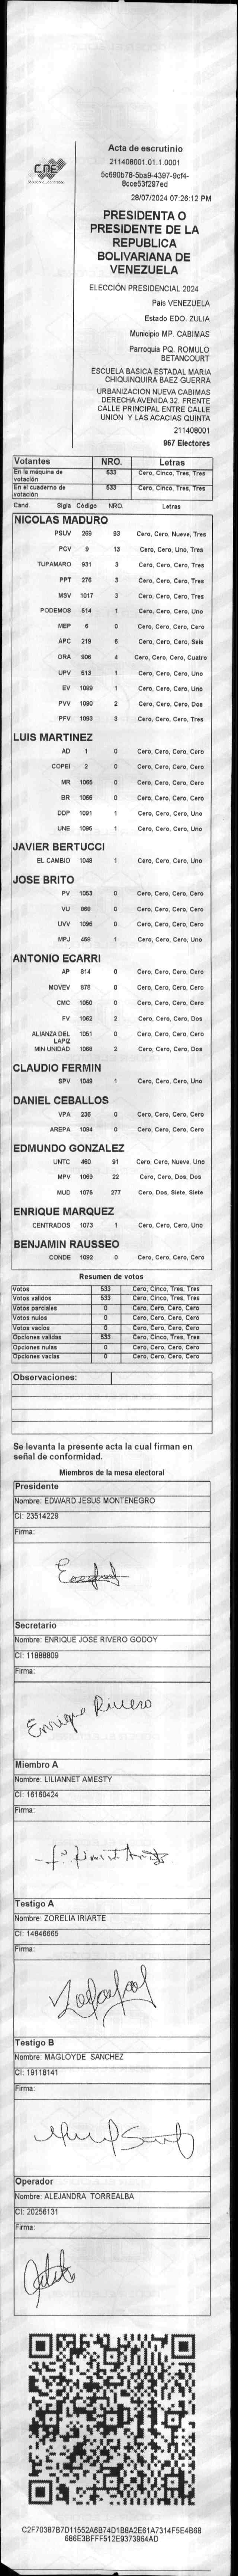 CNE
Acta de escrutinio
211408001.01.1.0001
5c690b78-5ba9-4397-9cf4-
8cce53f297ed
28/07/2024 07:26:12 PM
PRESIDENTA O
PRESIDENTE DE LA
REPUBLICA
BOLIVARIANA DE
VENEZUELA
ELECCIÓN PRESIDENCIAL 2024
Pais VENEZUELA
Estado EDO. ZULIA
Municipio MP. CABIMAS
Parroquia PQ. ROMULO
BETANCOURT
ESCUELA BASICA ESTADAL MARIA
CHIQUINQUIRA BAEZ GUERRA
URBANIZACION NUEVA CABIMAS
DERECHA AVENIDA 32. FRENTE
CALLE PRINCIPAL ENTRE CALLE
UNION Y LAS ACACIAS QUINTA
211408001
967 Electores
Votantes NRO. Letras
En la máquina de votación 533 Cero, Cinco, Tres, Tres
En el cuaderno de votación 533 Cero, Cinco, Tres, Tres
Cand. Sigla Código NRO. Letras
NICOLAS MADURO
PSUV 269 93 Cero, Cero, Nueve, Tres
PCV 9 13 Cero, Cero, Uno, Tres
TUPAMARO 931 3 Cero, Cero, Cero, Tres
PPT 276 3 Cero, Cero, Cero, Tres
MSV 1017 3 Cero, Cero, Cero, Tres
PODEMOS 514 1 Cero, Cero, Cero, Uno
MEP 6 0 Cero, Cero, Cero, Cero
APC 219 6 Cero, Cero, Cero, Seis
ORA 906 4 Cero, Cero, Cero, Cuatro
UPV 513 1 Cero, Cero, Cero, Uno
EV 1089 1 Cero, Cero, Cero, Uno
PVV 1090 2 Cero, Cero, Cero, Dos
PFV 1093 3 Cero, Cero, Cero, Tres
LUIS MARTINEZ
AD 1 0 Cero, Cero, Cero, Cero
COPEI 2 0 Cero, Cero, Cero, Cero
MR 1065 0 Cero, Cero, Cero, Cero
BR 1066 0 Cero, Cero, Cero, Cero
DDP 1091 1 Cero, Cero, Cero, Uno
UNE 1095 1 Cero, Cero, Cero, Uno
JAVIER BERTUCCI
EL CAMBIO 1048 1 Cero, Cero, Cero, Uno
JOSE BRITO
PV 1053 0 Cero, Cero, Cero, Cero
VU 869 0 Cero, Cero, Cero, Cero
UVV 1096 0 Cero, Cero, Cero, Cero
MPJ 468 1 Cero, Cero, Cero, Uno
ANTONIO ECARRI
AP 814 0 Cero, Cero, Cero, Cero
MOVEV 878 0 Cero, Cero, Cero, Cero
CMC 1050 0 Cero, Cero, Cero, Cero
FV 1062 2 Cero, Cero, Cero, Dos
ALIANZA DEL LAPIZ 1051 0 Cero, Cero, Cero, Cero
MIN UNIDAD 1068 2 Cero, Cero, Cero, Dos
CLAUDIO FERMIN
SPV 1049 1 Cero, Cero, Cero, Uno
DANIEL CEBALLOS
VPA 236 0 Cero, Cero, Cero, Cero
AREPA 1094 0 Cero, Cero, Cero, Cero
EDMUNDO GONZALEZ
UNTC 460 91 Cero, Cero, Nueve, Uno
MPV 1069 22 Cero, Cero, Dos, Dos
MUD 1075 277 Cero, Dos, Siete, Siete
ENRIQUE MARQUEZ
CENTRADOS 1073 1 Cero, Cero, Cero, Uno
BENJAMIN RAUSSEO
CONDE 1092 0 Cero, Cero, Cero, Cero
Resumen de votos
Votos 533 Cero, Cinco, Tres, Tres
Votos validos 533 Cero, Cinco, Tres, Tres
Votos parciales 0 Cero, Cero, Cero, Cero
Votos nulos 0 Cero, Cero, Cero, Cero
Votos vacíos 0 Cero, Cero, Cero, Cero
Opciones validas 533 Cero, Cinco, Tres, Tres
Opciones nulas 0 Cero, Cero, Cero, Cero
Opciones vacías 0 Cero, Cero, Cero, Cero
Observaciones:
Se levanta la presente acta la cual firman en
señal de conformidad.
Miembros de la mesa electoral
Presidente
Nombre: EDWARD JESUS MONTENEGRO
CI: 23514229
Firma:
Secretario
Nombre: ENRIQUE JOSE RIVERO GODOY
CI: 11888809
Firma:
Enrique Rivero
Miembro A
Nombre: LILIANNET AMESTY
CI: 16160424
Firma:
Testigo A
Nombre: ZORELIA IRIARTE
CI: 14846665
Firma:
Testigo B
Nombre: MAGLOYDE SANCHEZ
CI: 19118141
Firma:
Operador
Nombre: ALEJANDRA TORREALBA
CI: 20256131
Firma:
C2F70387B7D11552A6B74D1B8A2E61A7314F5E4B68
686E3BFFF512E9373964AD